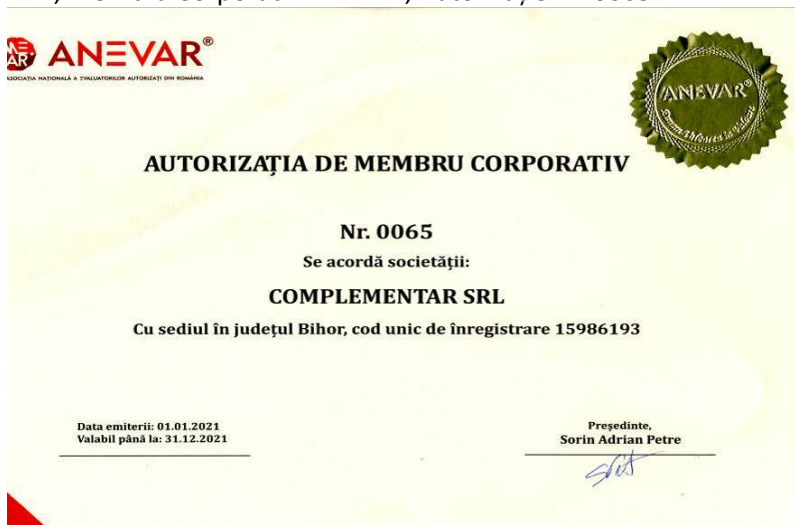 ANEVAR®
ASOCIAȚIA NAȚIONALĂ A EVALUATORILOR AUTORIZAȚI DIN ROMÂNIA
ANEVAR
AUTORIZAȚIA DE MEMBRU CORPORATIV
Nr. 0065
Se acordă societății:
COMPLEMENTAR SRL
Cu sediul în județul Bihor, cod unic de înregistrare 15986193
Data emiterii: 01.01.2021
Valabil până la: 31.12.2021
Președinte,
Sorin Adrian Petre